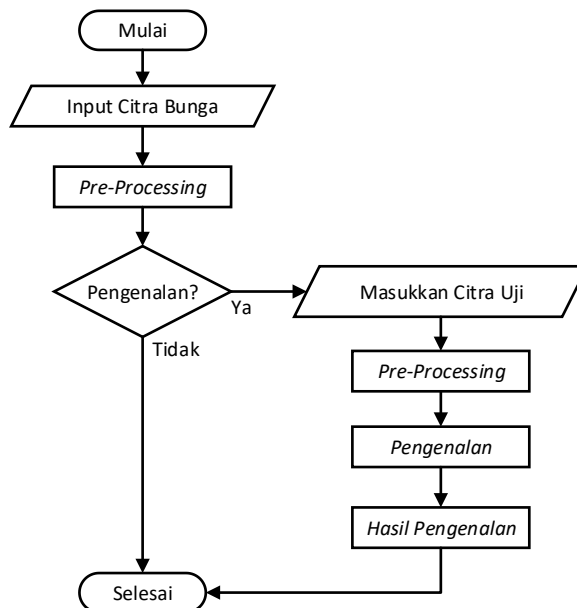 Mulai
Input Citra Bunga
Pre-Processing
Pengenalan?
Ya
Tidak
Masukkan Citra Uji
Pre-Processing
Pengenalan
Hasil Pengenalan
Selesai